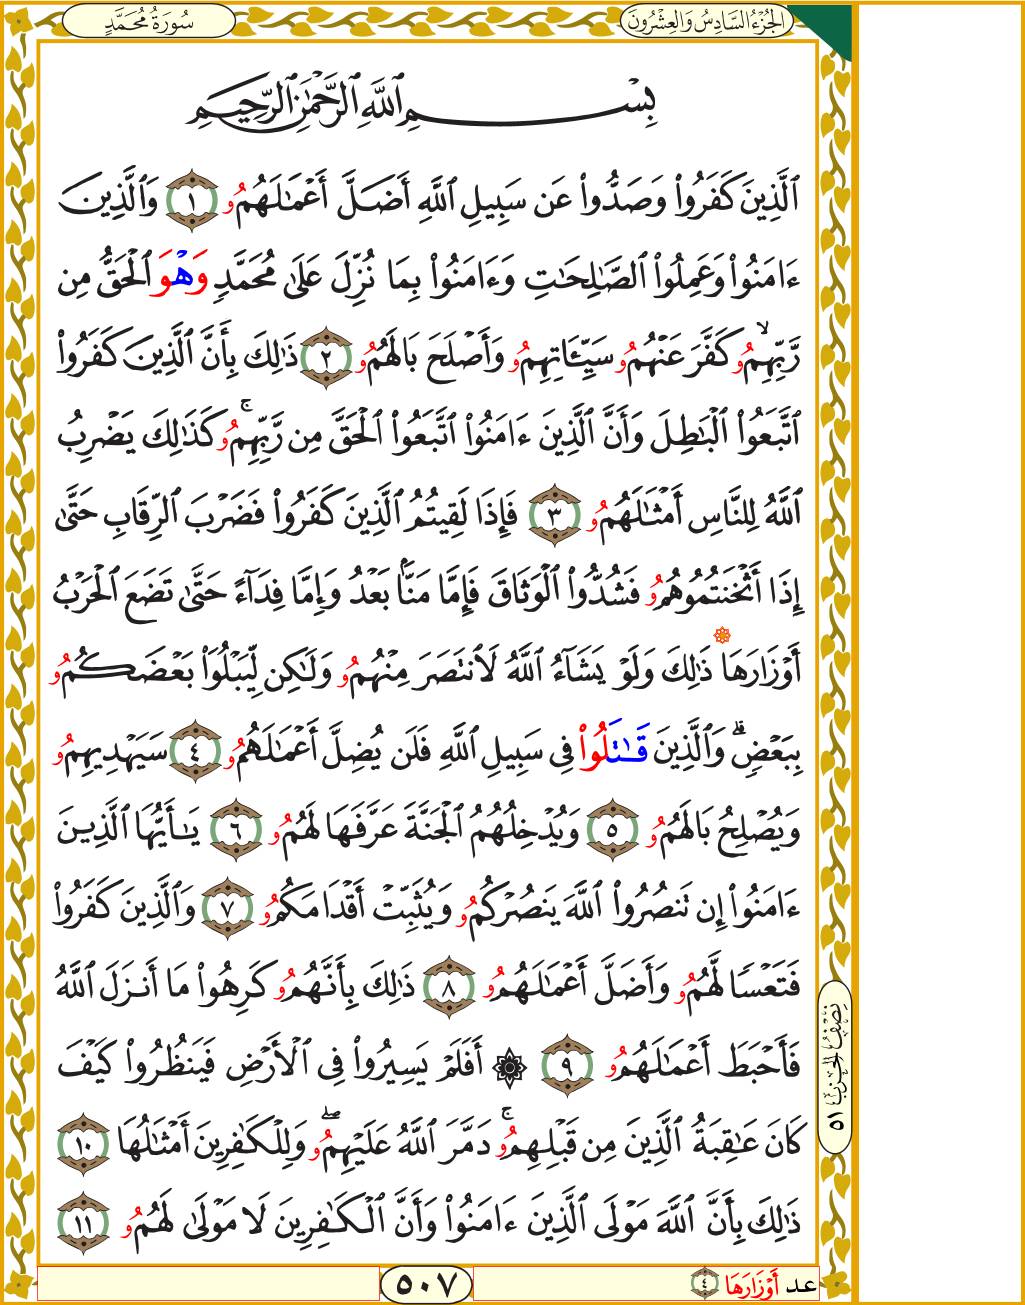 الجُزْءُ السَّادِسُ وَالعِشْرُونَ
سُورَةُ مُحَمَّدٍ
بِسْمِ ٱللَّهِ ٱلرَّحْمَٰنِ ٱلرَّحِيمِ
ٱلَّذِينَ كَفَرُوا۟ وَصَدُّوا۟ عَن سَبِيلِ ٱللَّهِ أَضَلَّ أَعْمَٰلَهُمُۥ ١ وَٱلَّذِينَ
ءَامَنُوا۟ وَعَمِلُوا۟ ٱلصَّٰلِحَٰتِ وَءَامَنُوا۟ بِمَا نُزِّلَ عَلَىٰ مُحَمَّدٍ وَهْوَ ٱلْحَقُّ مِن
رَّبِّهِمُۥ ۙ كَفَّرَ عَنْهُمُۥ سَيِّـَٔاتِهِمُۥ وَأَصْلَحَ بَالَهُمُۥ ٢ ذَٰلِكَ بِأَنَّ ٱلَّذِينَ كَفَرُوا۟
ٱتَّبَعُوا۟ ٱلْبَٰطِلَ وَأَنَّ ٱلَّذِينَ ءَامَنُوا۟ ٱتَّبَعُوا۟ ٱلْحَقَّ مِن رَّبِّهِمُۥ ۚ كَذَٰلِكَ يَضْرِبُ
ٱللَّهُ لِلنَّاسِ أَمْثَٰلَهُمُۥ ٣ فَإِذَا لَقِيتُمُ ٱلَّذِينَ كَفَرُوا۟ فَضَرْبَ ٱلرِّقَابِ حَتَّىٰ
إِذَا أَثْخَنتُمُوهُمُۥ فَشُدُّوا۟ ٱلْوَثَاقَ فَإِمَّا مَنًّۢا بَعْدُ وَإِمَّا فِدَآءً حَتَّىٰ تَضَعَ ٱلْحَرْبُ
أَوْزَارَهَا ذَٰلِكَ وَلَوْ يَشَآءُ ٱللَّهُ لَٱنتَصَرَ مِنْهُمُۥ وَلَٰكِن لِّيَبْلُوَا۟ بَعْضَكُمُۥ
بِبَعْضٍۢ ۗ وَٱلَّذِينَ قَٰتَلُوا۟ فِى سَبِيلِ ٱللَّهِ فَلَن يُضِلَّ أَعْمَٰلَهُمُۥ ٤ سَيَهْدِيهِمُۥ
وَيُصْلِحُ بَالَهُمُۥ ٥ وَيُدْخِلُهُمُ ٱلْجَنَّةَ عَرَّفَهَا لَهُمُۥ ٦ يَٰٓأَيُّهَا ٱلَّذِينَ
ءَامَنُوا۟ إِن تَنصُرُوا۟ ٱللَّهَ يَنصُرْكُمُۥ وَيُثَبِّتْ أَقْدَامَكُمُۥ ٧ وَٱلَّذِينَ كَفَرُوا۟
فَتَعْسًا لَّهُمُۥ وَأَضَلَّ أَعْمَٰلَهُمُۥ ٨ ذَٰلِكَ بِأَنَّهُمُۥ كَرِهُوا۟ مَا أَنزَلَ ٱللَّهُ
فَأَحْبَطَ أَعْمَٰلَهُمُۥ ٩ ۞ أَفَلَمْ يَسِيرُوا۟ فِى ٱلْأَرْضِ فَيَنظُرُوا۟ كَيْفَ
كَانَ عَٰقِبَةُ ٱلَّذِينَ مِن قَبْلِهِمُۥ ۚ دَمَّرَ ٱللَّهُ عَلَيْهِمُۥ ۖ وَلِلْكَٰفِرِينَ أَمْثَٰلُهَا ١٠
ذَٰلِكَ بِأَنَّ ٱللَّهَ مَوْلَى ٱلَّذِينَ ءَامَنُوا۟ وَأَنَّ ٱلْكَٰفِرِينَ لَا مَوْلَىٰ لَهُمُۥ ١١
نِصْفُ الحِزْب ٥١
عد أَوْزَارَهَا ٤
٥٠٧